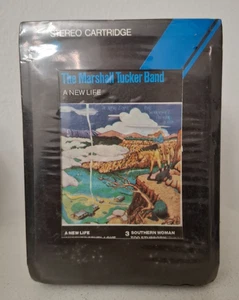 STEREO CARTRIDGE
The Marshall Tucker Band
A NEW LIFE
A NEW LIFE
3 SOUTHERN WOMAN